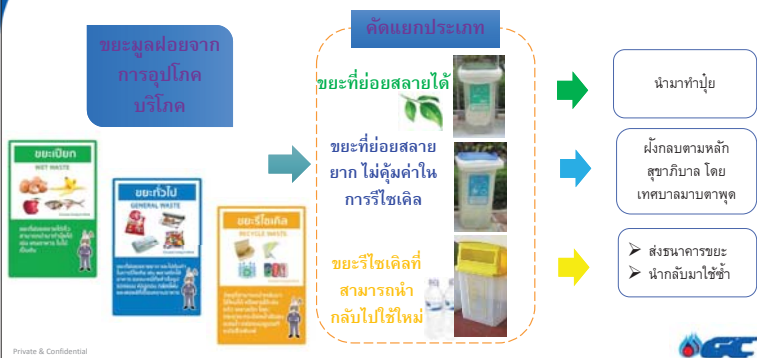 ขยะมูลฝอยจาก
การอุปโภค
บริโภค
คัดแยกประเภท
ขยะที่ย่อยสลายได้
นำมาทำปุ๋ย
ขยะที่ย่อยสลาย
ยาก ไม่คุ้มค่าใน
การรีไซเคิล
ฝังกลบตามหลัก
สุขาภิบาล โดย
เทศบาลมาบตาพุด
ขยะรีไซเคิลที่
สามารถนำ
กลับไปใช้ใหม่
➢ ส่งธนาคารขยะ
➢ นำกลับมาใช้ซ้ำ
ขยะเปียก
WET WASTE
ขยะทั่วไป
GENERAL WASTE
ขยะรีไซเคิล
RECYCLE WASTE
Private & Confidential
GC